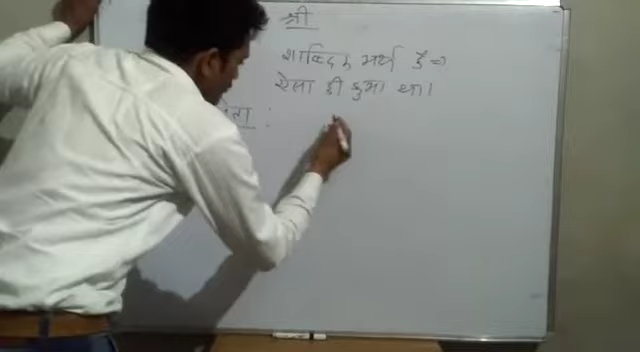 श्री
शाब्दिक अर्थ है =>
ऐसा ही हुआ था।
: